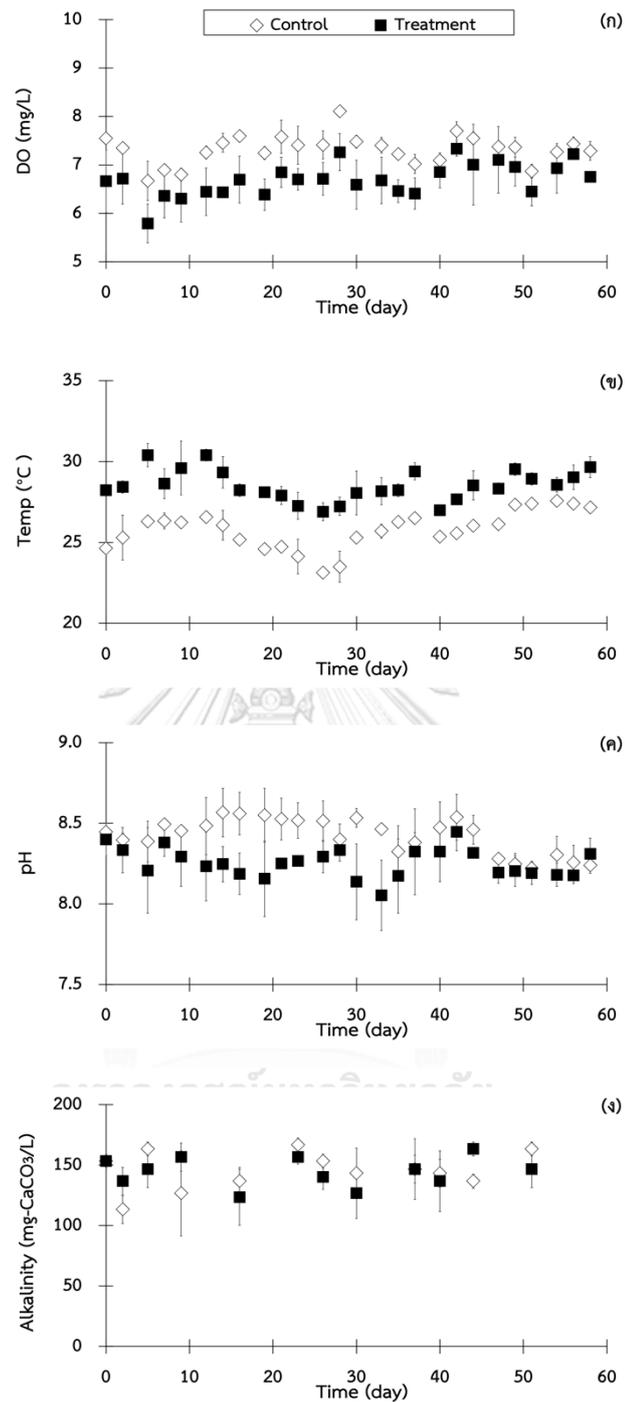 Control Treatment (ก)
DO (mg/L)
10
9
8
7
6
5
0 10 20 30 40 50 60
Time (day)
(ข)
Temp (°C )
35
30
25
20
0 10 20 30 40 50 60
Time (day)
(ค)
pH
9.0
8.5
8.0
7.5
0 10 20 30 40 50 60
Time (day)
(ง)
Alkalinity (mg-CaCO3/L)
200
150
100
50
0
0 10 20 30 40 50 60
Time (day)